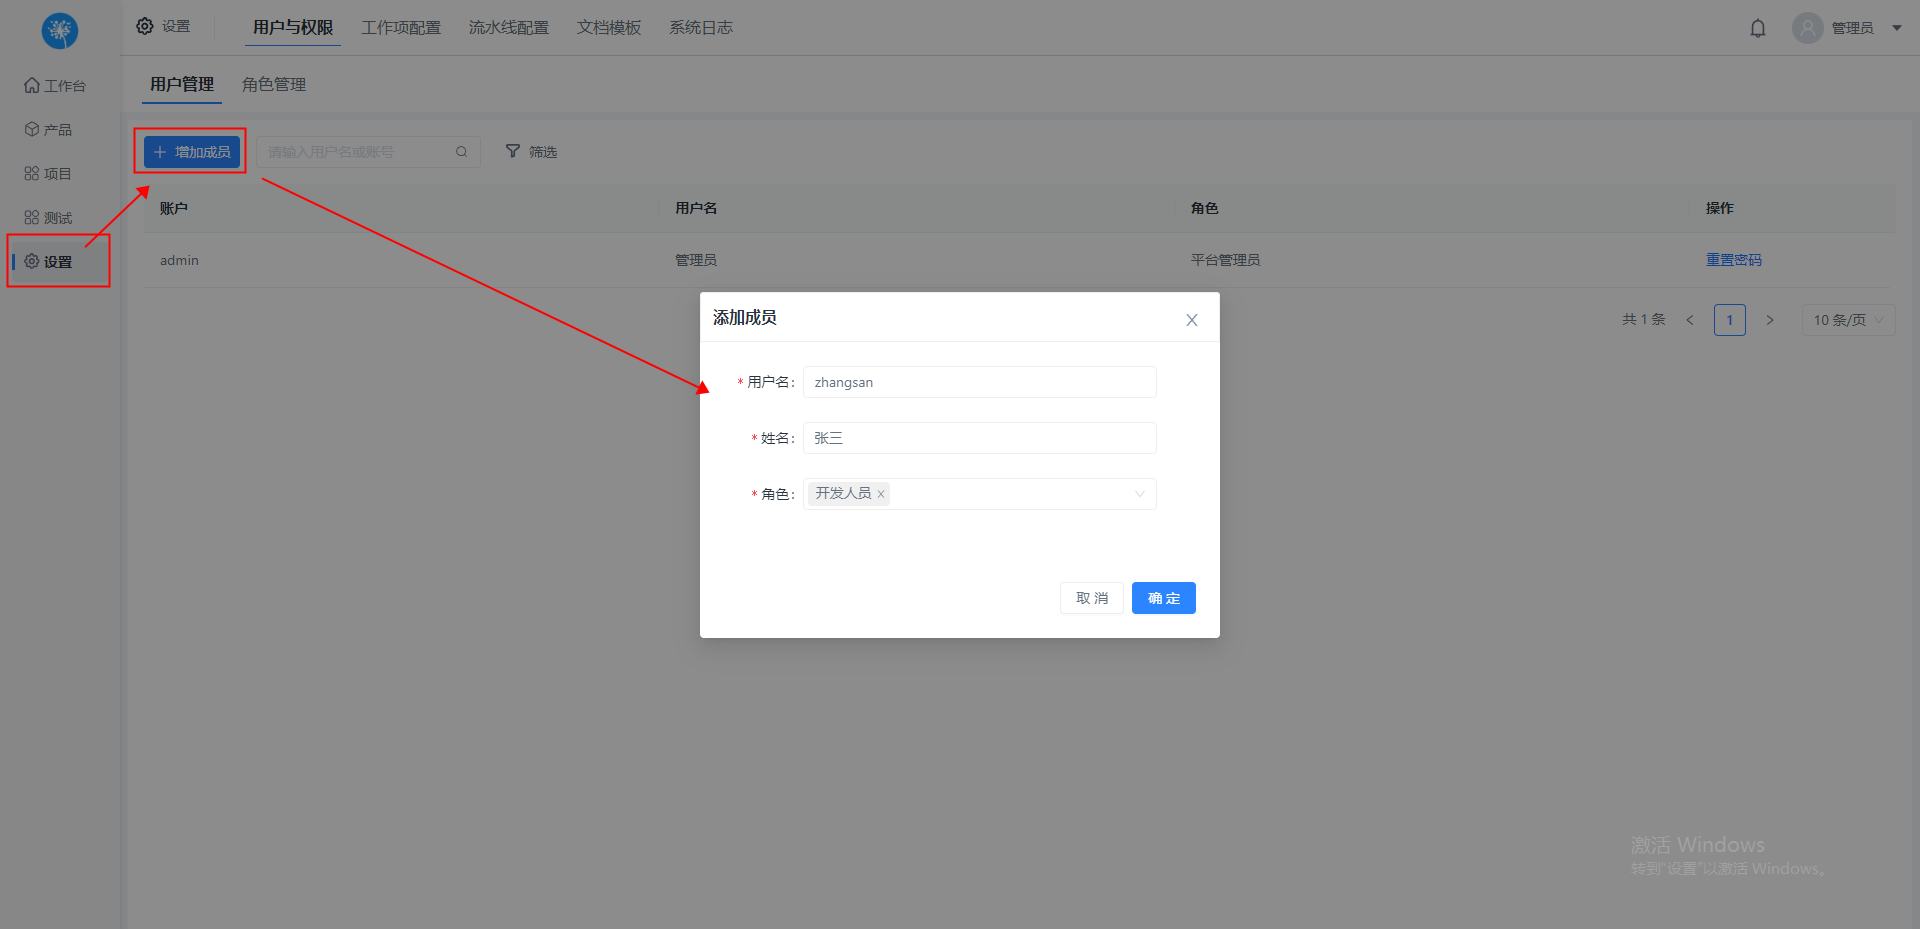 设置
用户与权限 工作项配置 流水线配置 文档模板 系统日志
管理员
工作台
产品
项目
测试
设置
用户管理 角色管理
增加成员 请输入用户名或账号 筛选
账户 用户名 角色 操作
admin 管理员 平台管理员 重置密码
共 1 条 1 10 条/页
添加成员
* 用户名: zhangsan
* 姓名: 张三
* 角色: 开发人员
取 消 确 定
激活 Windows
转到"设置"以激活 Windows。